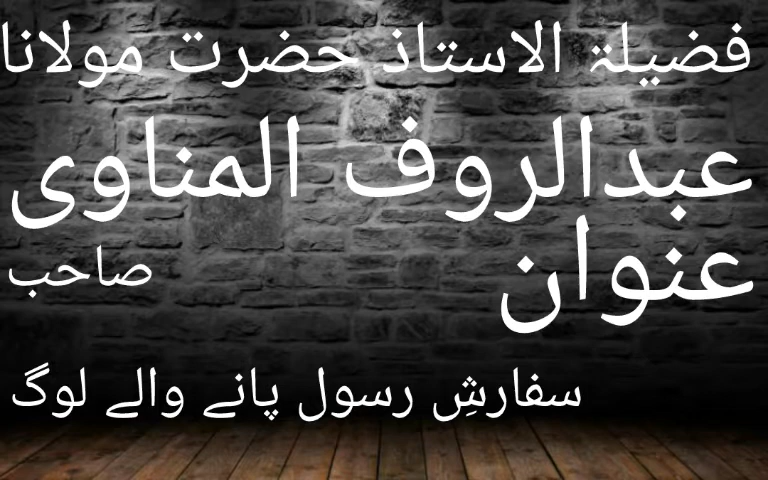 فضیلۃ الاستاذ حضرت مولانا
عبدالروف المناوی
عنوان
صاحب
سفارشِ رسول پانے والے لوگ